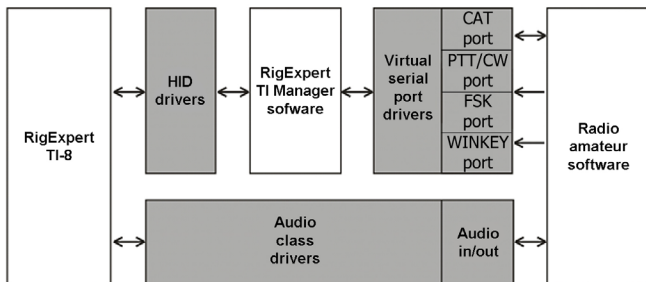 RigExpert
TI-8
HID
drivers
RigExpert
TI Manager
sofware
Virtual
serial
port
drivers
CAT
port
PTT/CW
port
FSK
port
WINKEY
port
Radio
amateur
software
Audio
class
drivers
Audio
in/out